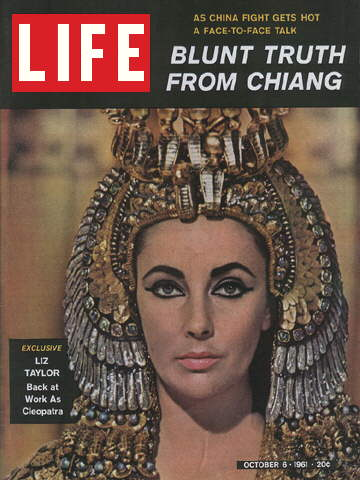 AS CHINA FIGHT GETS HOT
A FACE-TO-FACE TALK
LIFE
BLUNT TRUTH
FROM CHIANG
EXCLUSIVE
LIZ
TAYLOR
Back at
Work As
Cleopatra
OCTOBER 6 · 1961 · 20¢